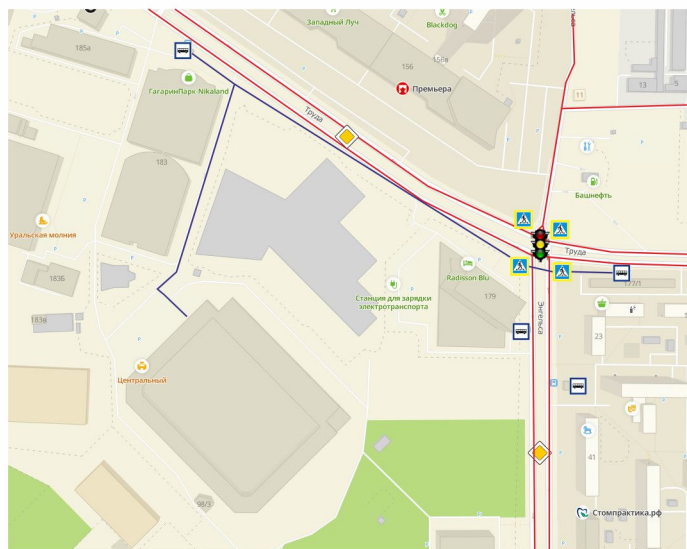 Западный Луч
Blackdog
185а
156
156в
ГагаринПарк-Nikaland
Премьера
11
13
5
Труда
183
Башнефть
Уральская молния
Труда
Radisson Blu
183Б
177/1
Станция для зарядки
электротранспорта
179
Энгельса
183в
23
Центральный
41
98/3
Стомпрактика.рф